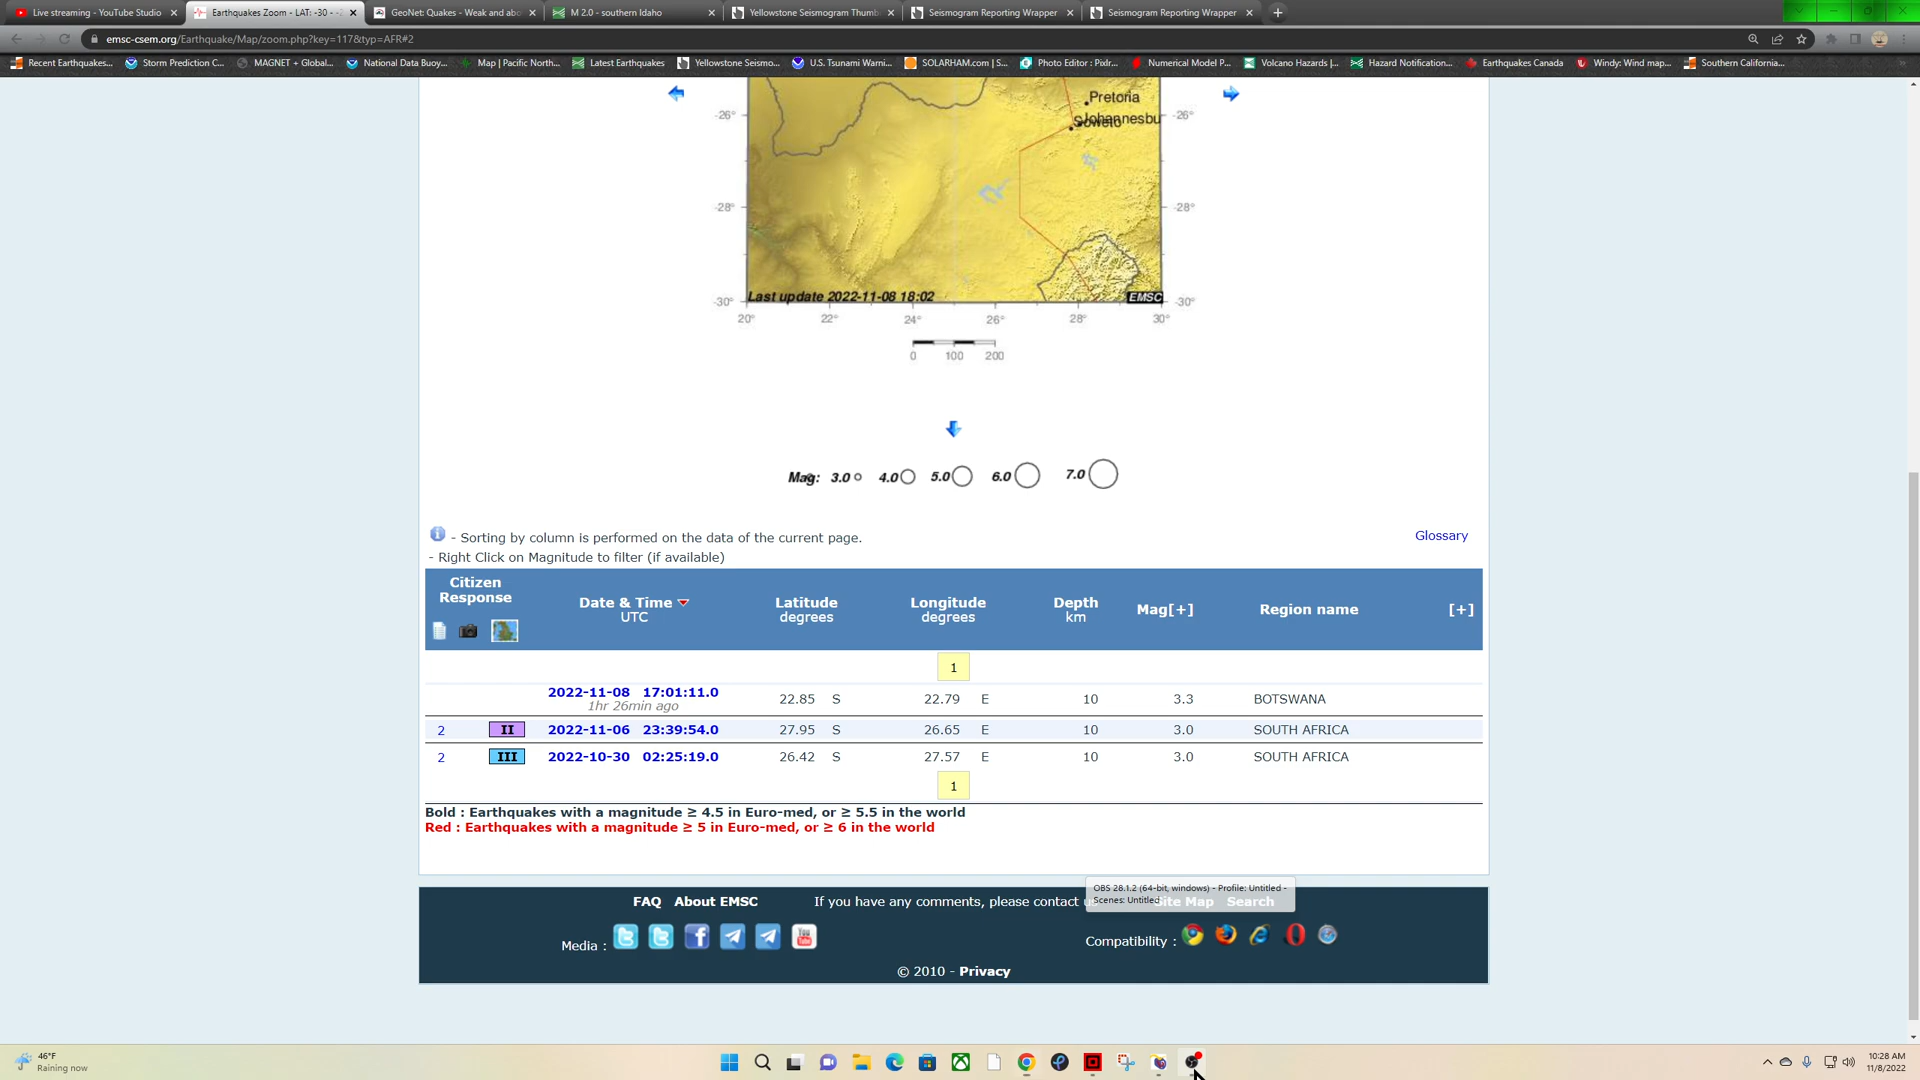 Live streaming - YouTube Studio
Earthquakes Zoom - LAT: -30 -
GeoNet: Quakes - Weak and abo
M 2.0 - southern Idaho
Yellowstone Seismogram Thumb
Seismogram Reporting Wrapper
Seismogram Reporting Wrapper
emsc-csem.org/Earthquake/Map/zoom.php?key=117&typ=AFR#2
Recent Earthquakes...
Storm Prediction C...
MAGNET + Global...
National Data Buoy...
Map | Pacific North...
Latest Earthquakes
Yellowstone Seismo...
U.S. Tsunami Warni...
SOLARHAM.com | S...
Photo Editor : Pixlr...
Numerical Model P...
Volcano Hazards |...
Hazard Notification...
Earthquakes Canada
Windy: Wind map...
Southern California...
Pretoria
-26° Johannesbu -26°
Soweto
-28° -28°
Last update 2022-11-08 18:02 EMSC
-30° -30°
20° 22° 24° 26° 28° 30°
0 100 200
Mag: 3.0 4.0 5.0 6.0 7.0
- Sorting by column is performed on the data of the current page.
Glossary
- Right Click on Magnitude to filter (if available)
Citizen Response
Date & Time UTC
Latitude degrees
Longitude degrees
Depth km
Mag[+]
Region name
[+]
1
2022-11-08 17:01:11.0 22.85 S 22.79 E 10 3.3 BOTSWANA
1hr 26min ago
2 II 2022-11-06 23:39:54.0 27.95 S 26.65 E 10 3.0 SOUTH AFRICA
2 III 2022-10-30 02:25:19.0 26.42 S 27.57 E 10 3.0 SOUTH AFRICA
1
Bold : Earthquakes with a magnitude ≥ 4.5 in Euro-med, or ≥ 5.5 in the world
Red : Earthquakes with a magnitude ≥ 5 in Euro-med, or ≥ 6 in the world
OBS 28.1.2 (64-bit, windows) - Profile: Untitled -
Scenes: Untitled
FAQ About EMSC If you have any comments, please contact Site Map Search
Media :
You Tube
Compatibility :
© 2010 - Privacy
46°F
Raining now
10:28 AM
11/8/2022